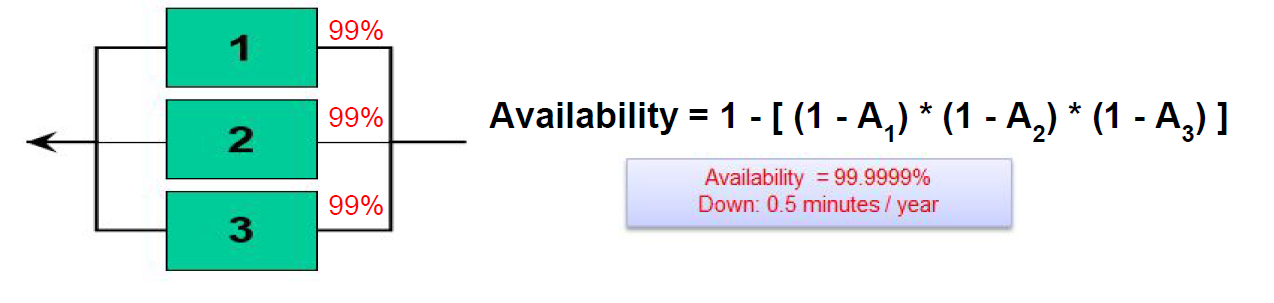 1
99%
2
99%
3
99%
Availability = 1 - [ (1 - A1) * (1 - A2) * (1 - A3) ]
Availability = 99.9999%
Down: 0.5 minutes / year